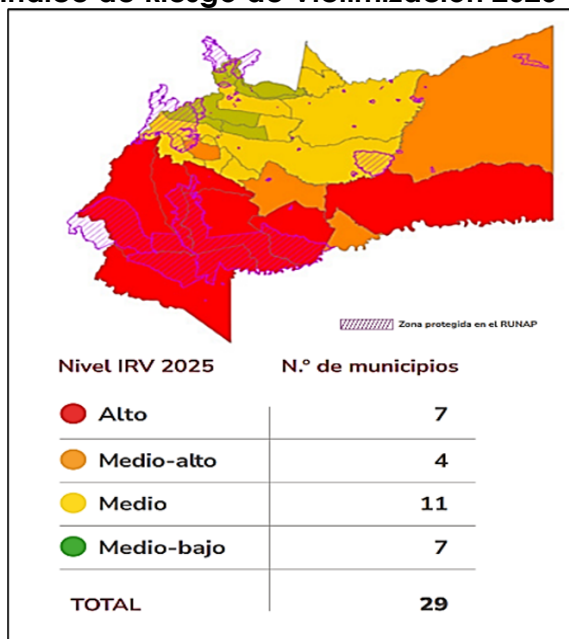 Índice de Riesgo de Victimización 2025
Zona protegida en el RUNAP
Nivel IRV 2025 N.º de municipios
Alto 7
Medio-alto 4
Medio 11
Medio-bajo 7
TOTAL 29